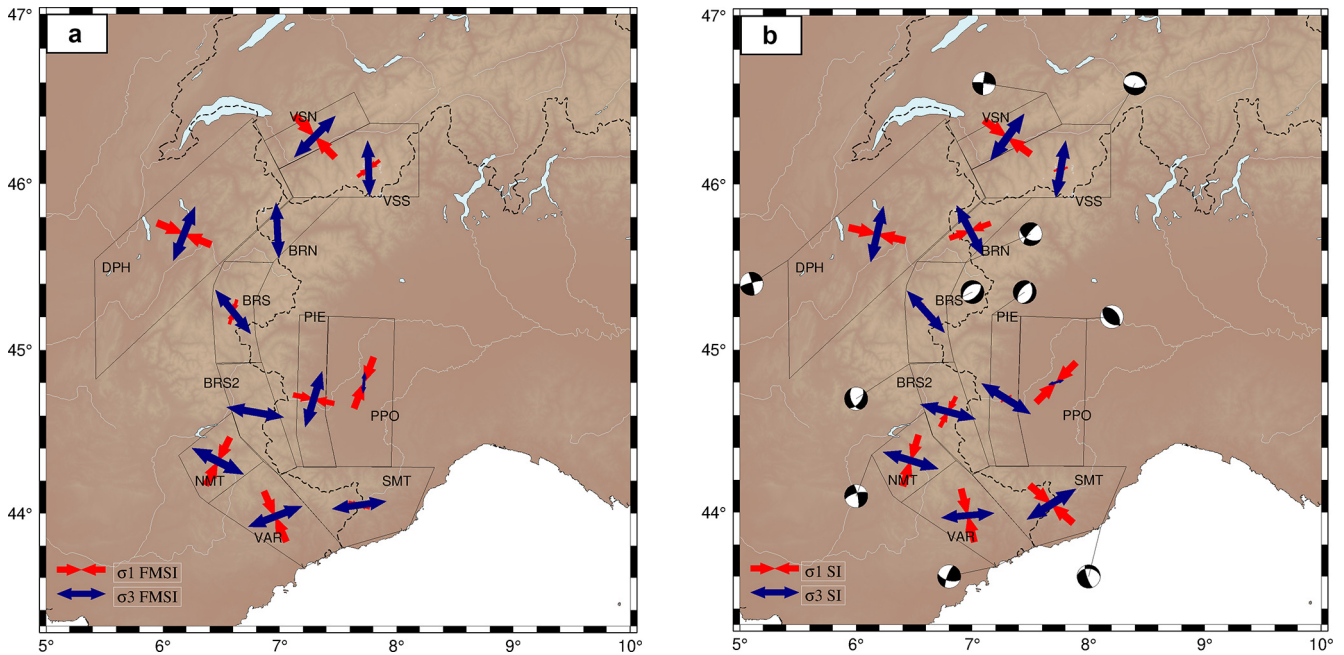 a
47°
46°
45°
44°
5°
6°
7°
8°
9°
10°
VSN
VSS
BRN
DPH
BRS
PIE
BRS2
PPO
NMT
SMT
VAR
σ1 FMSI
σ3 FMSI
b
47°
46°
45°
44°
5°
6°
7°
8°
9°
10°
VSN
VSS
BRN
DPH
BRS
PIE
BRS2
PPO
NMT
SMT
VAR
σ1 SI
σ3 SI